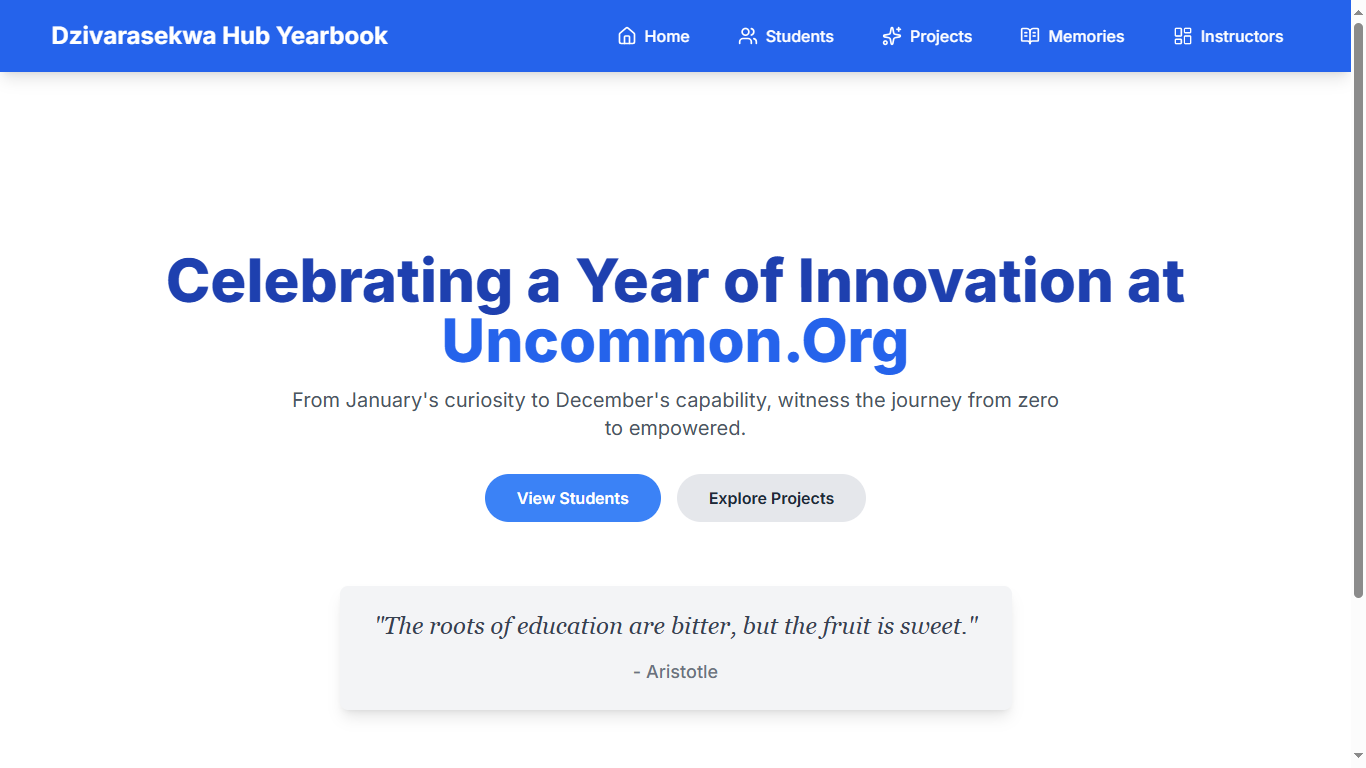 Dzivarasekwa Hub Yearbook
Home
Students
Projects
Memories
Instructors
Celebrating a Year of Innovation at
Uncommon.Org
From January's curiosity to December's capability, witness the journey from zero
to empowered.
View Students
Explore Projects
"The roots of education are bitter, but the fruit is sweet."
- Aristotle